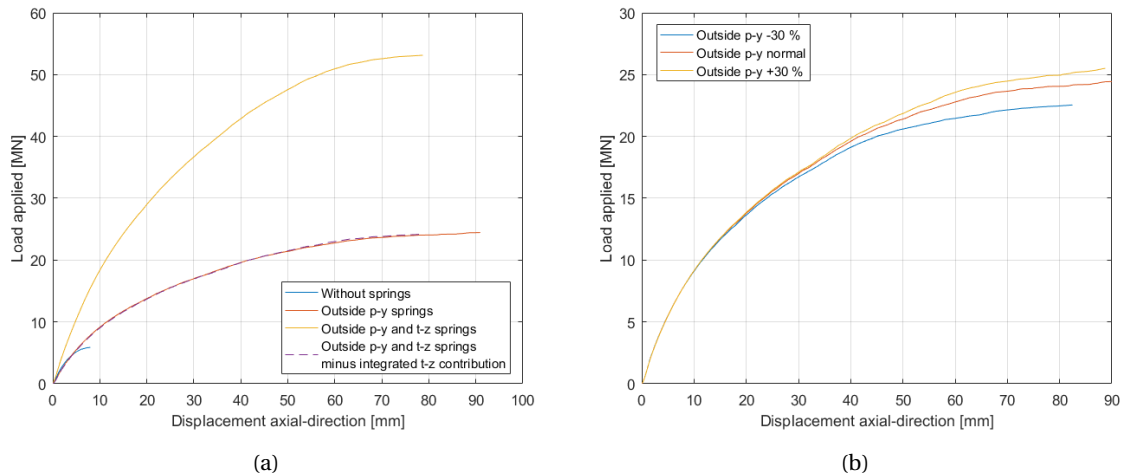 60
50
40
30
20
10
0
Load applied [MN]
Without springs
Outside p-y springs
Outside p-y and t-z springs
Outside p-y and t-z springs
minus integrated t-z contribution
0 10 20 30 40 50 60 70 80 90 100
Displacement axial-direction [mm]
(a)
30
25
20
15
10
5
0
Load applied [MN]
Outside p-y -30 %
Outside p-y normal
Outside p-y +30 %
0 10 20 30 40 50 60 70 80 90
Displacement axial-direction [mm]
(b)